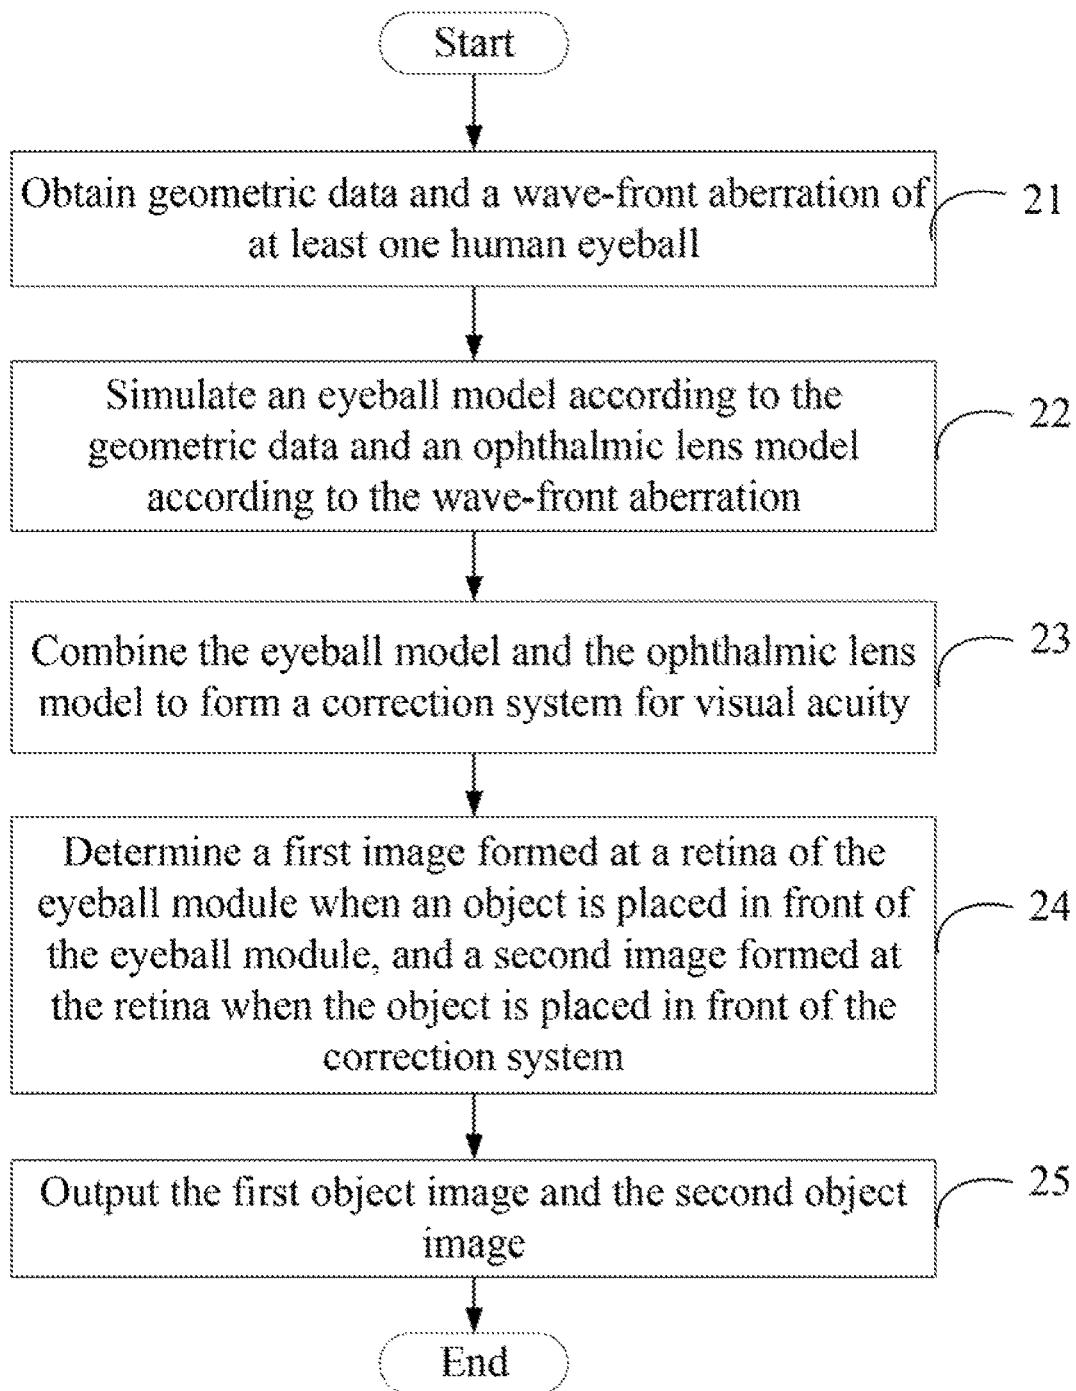 Start
Obtain geometric data and a wave-front aberration of
at least one human eyeball
21
Simulate an eyeball model according to the
geometric data and an ophthalmic lens model
according to the wave-front aberration
22
Combine the eyeball model and the ophthalmic lens
model to form a correction system for visual acuity
23
Determine a first image formed at a retina of the
eyeball module when an object is placed in front of
the eyeball module, and a second image formed at
the retina when the object is placed in front of the
correction system
24
Output the first object image and the second object
image
25
End